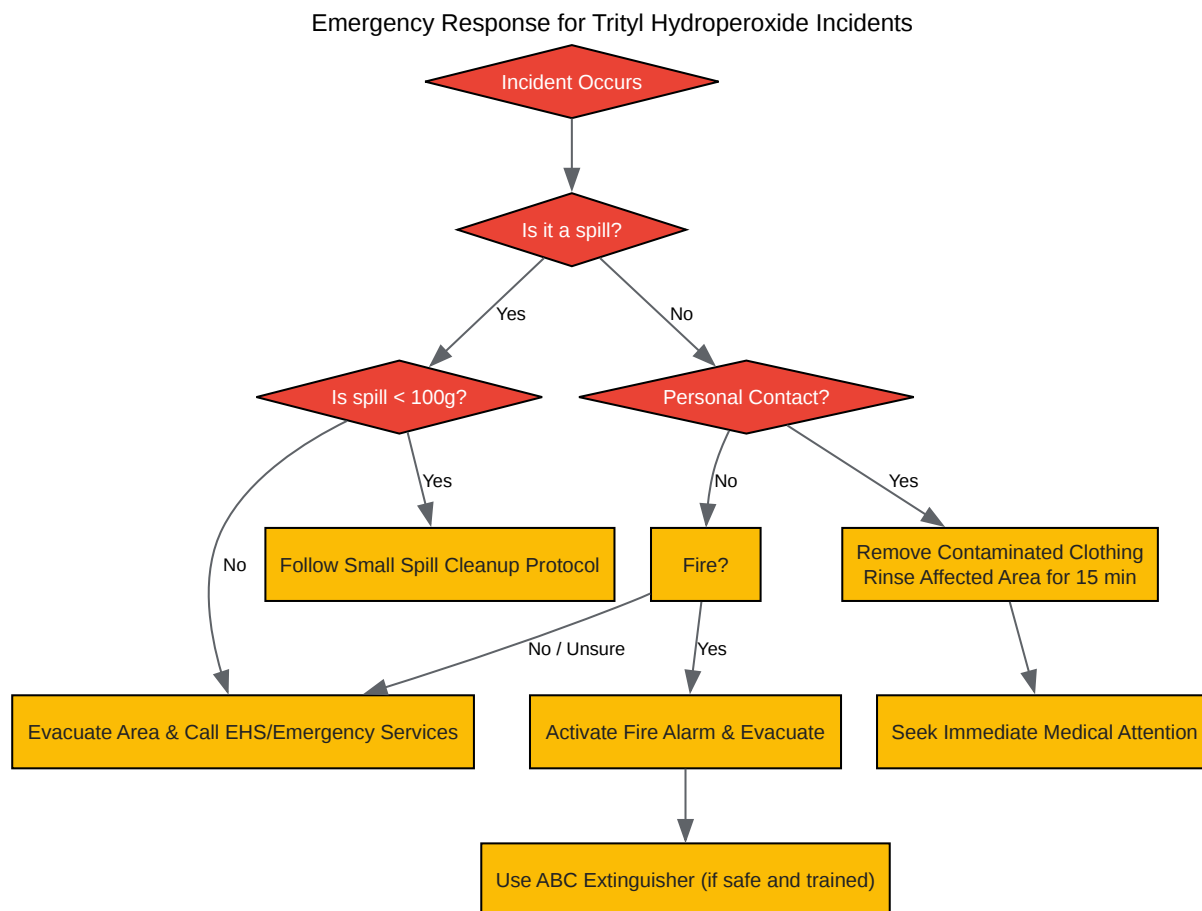 Emergency Response for Trityl Hydroperoxide Incidents
Incident Occurs
Is it a spill?
Yes
No
Is spill < 100g?
Personal Contact?
No
Yes
No
Yes
Follow Small Spill Cleanup Protocol
Fire?
Remove Contaminated Clothing
Rinse Affected Area for 15 min
No / Unsure
Yes
Evacuate Area & Call EHS/Emergency Services
Activate Fire Alarm & Evacuate
Seek Immediate Medical Attention
Use ABC Extinguisher (if safe and trained)